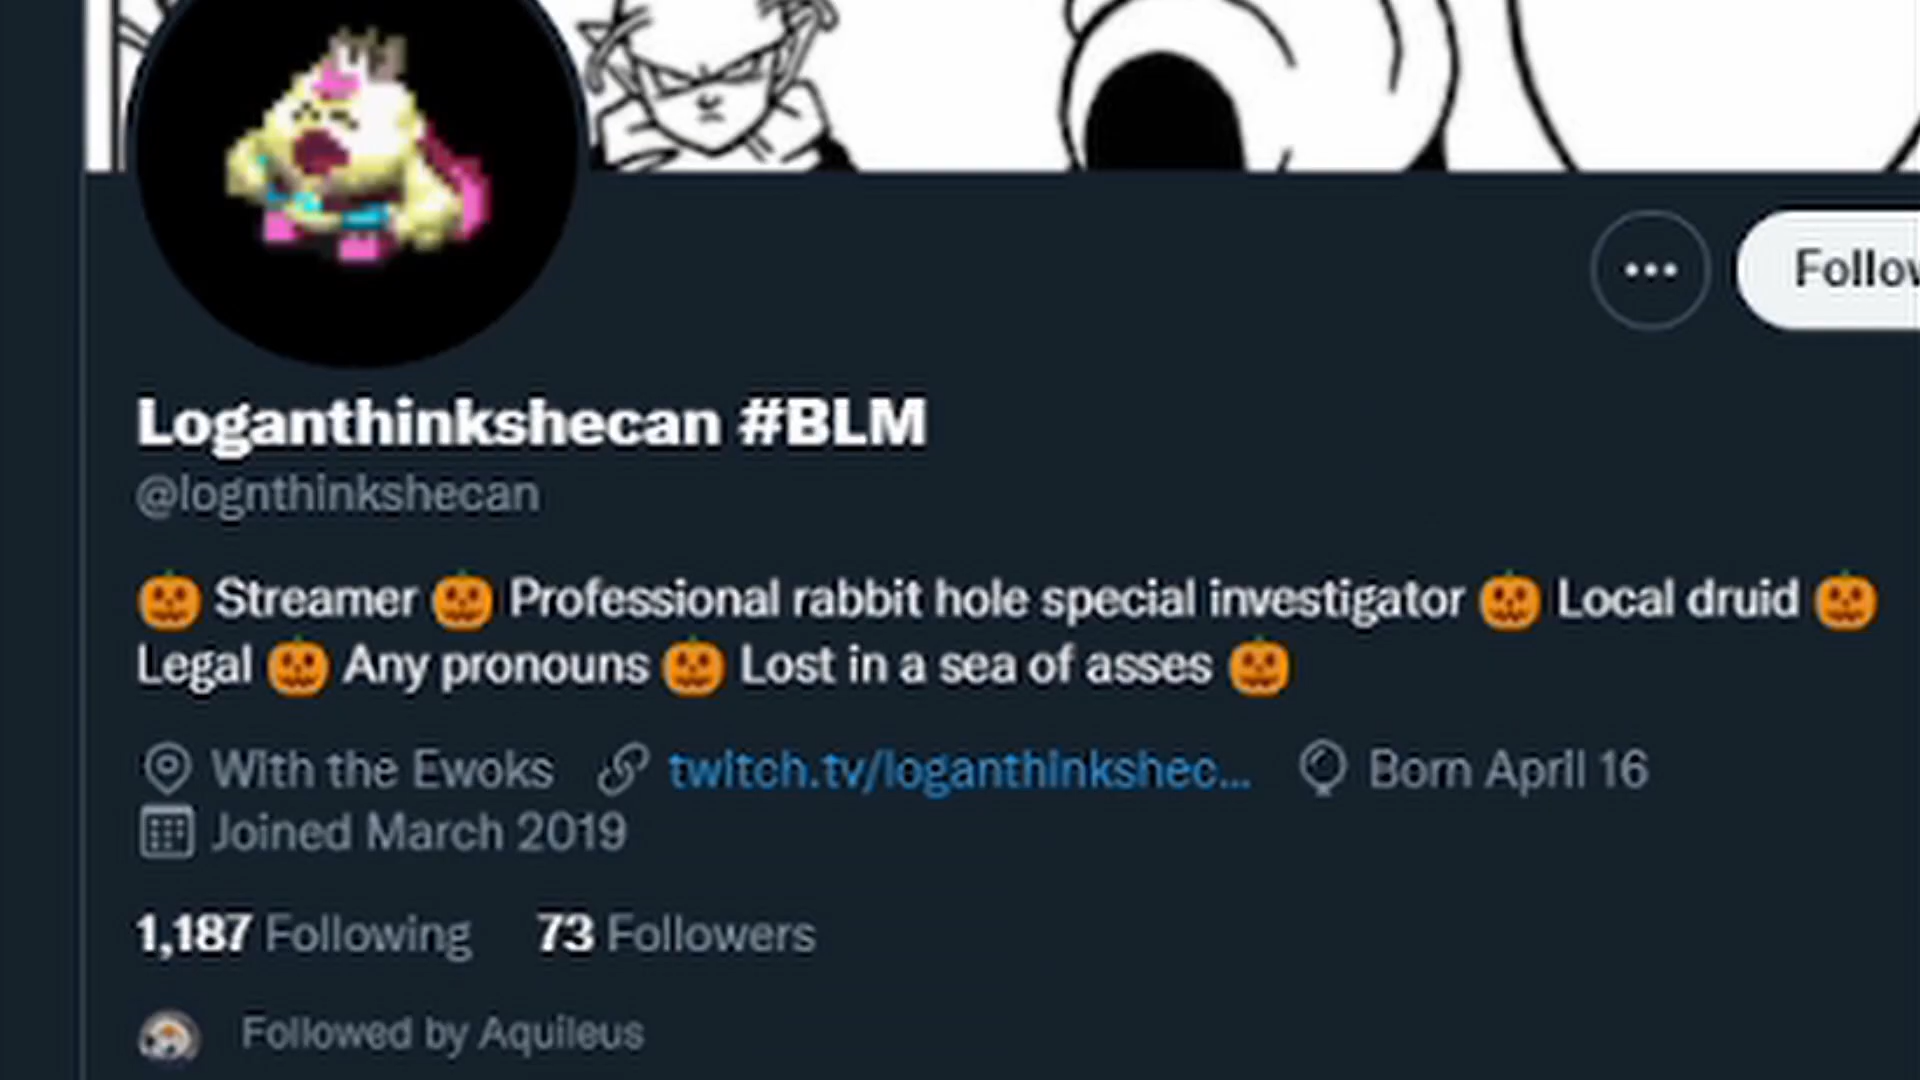 Follow
Loganthinkshecan #BLM
@lognthinkshecan
🎃 Streamer 🎃 Professional rabbit hole special investigator 🎃 Local druid 🎃
Legal 🎃 Any pronouns 🎃 Lost in a sea of asses 🎃
With the Ewoks twitch.tv/loganthinkshec... Born April 16
Joined March 2019
1,187 Following 73 Followers
Followed by Aquileus